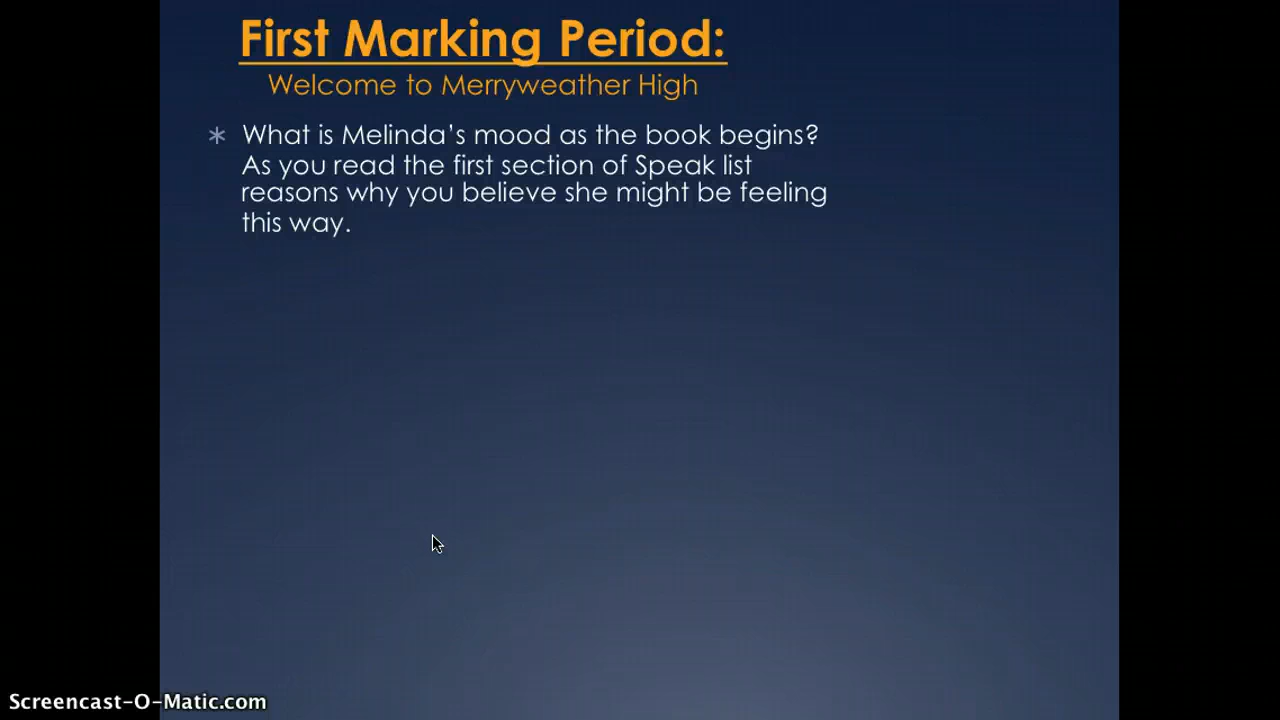 First Marking Period:
Welcome to Merryweather High
* What is Melinda's mood as the book begins?
As you read the first section of Speak list
reasons why you believe she might be feeling
this way.
Screencast-O-Matic.com